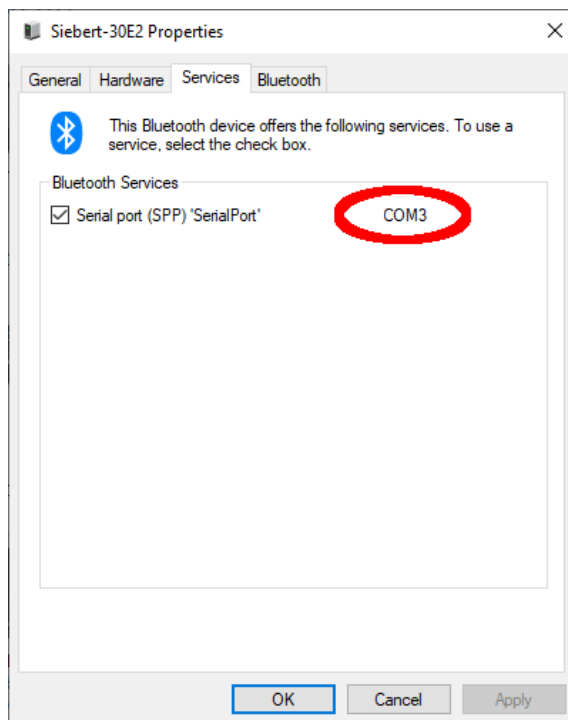 Siebert-30E2 Properties
General Hardware Services Bluetooth
This Bluetooth device offers the following services. To use a
service, select the check box.
Bluetooth Services
Serial port (SPP) 'SerialPort' COM3
OK Cancel Apply